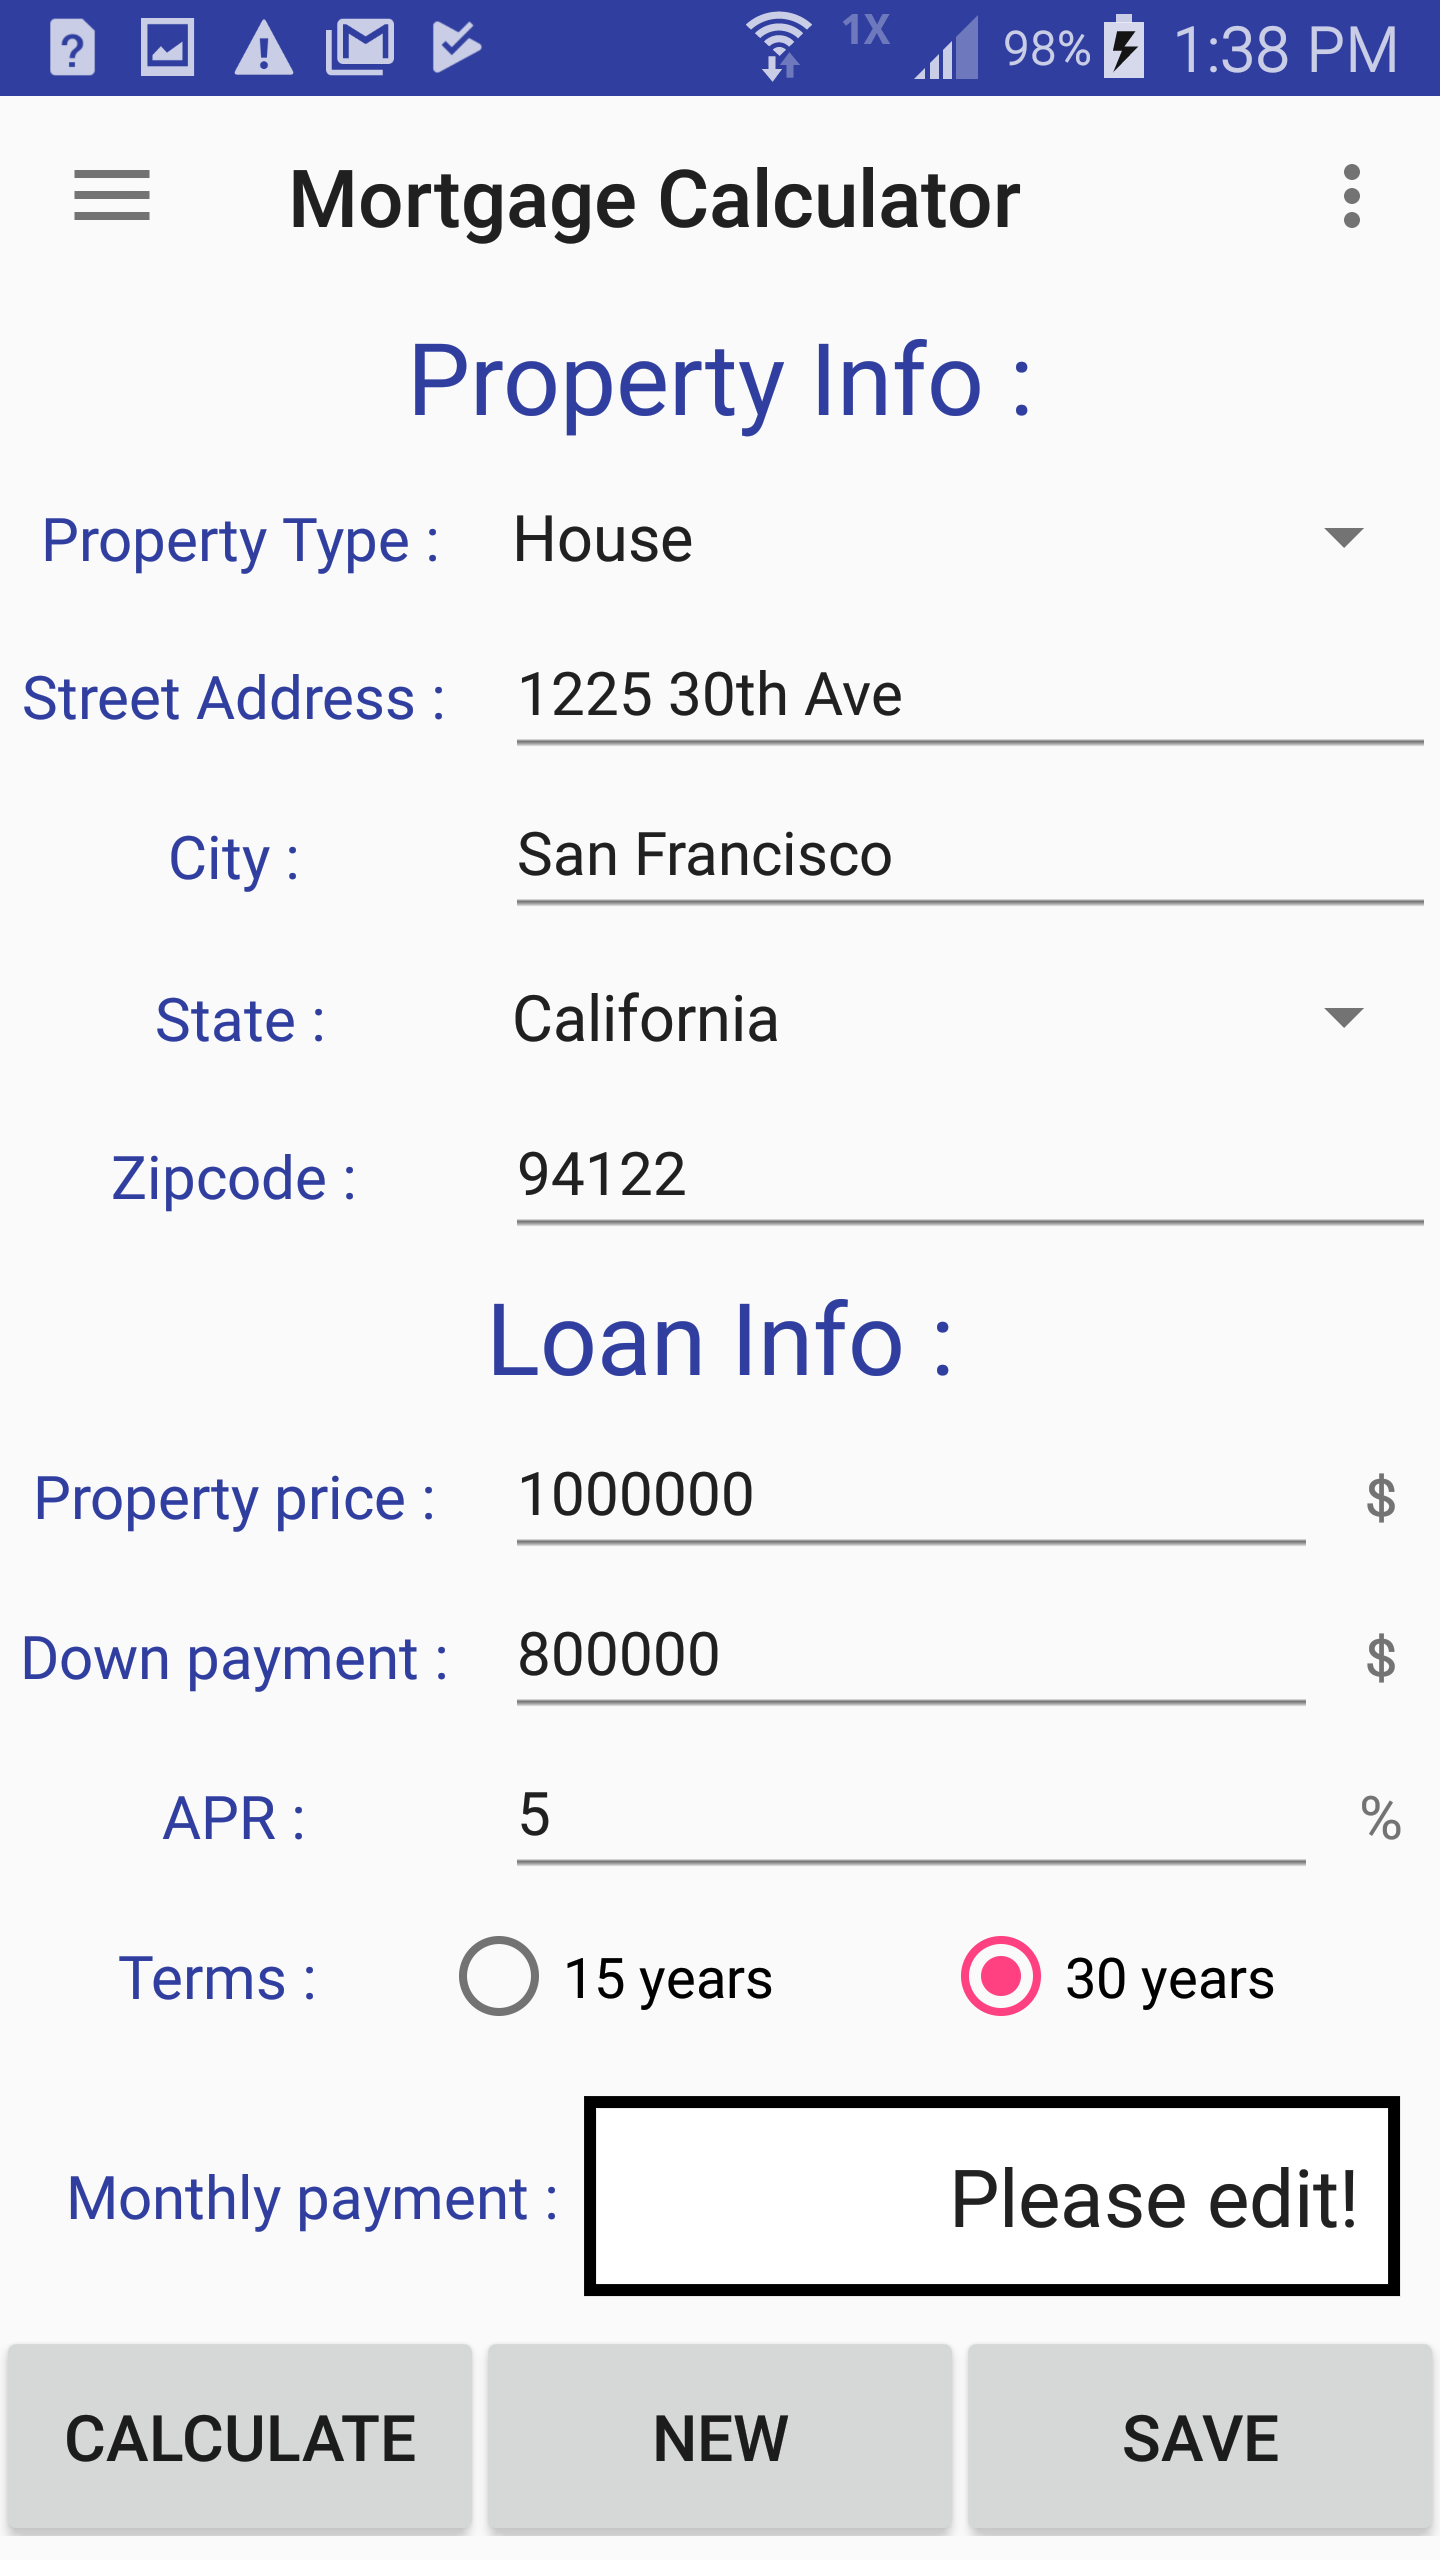 1X 98% 1:38 PM
Mortgage Calculator
Property Info :
Property Type : House
Street Address : 1225 30th Ave
City : San Francisco
State : California
Zipcode : 94122
Loan Info :
Property price : 1000000 $
Down payment : 800000 $
APR : 5 %
Terms : 15 years 30 years
Monthly payment : Please edit!
CALCULATE NEW SAVE